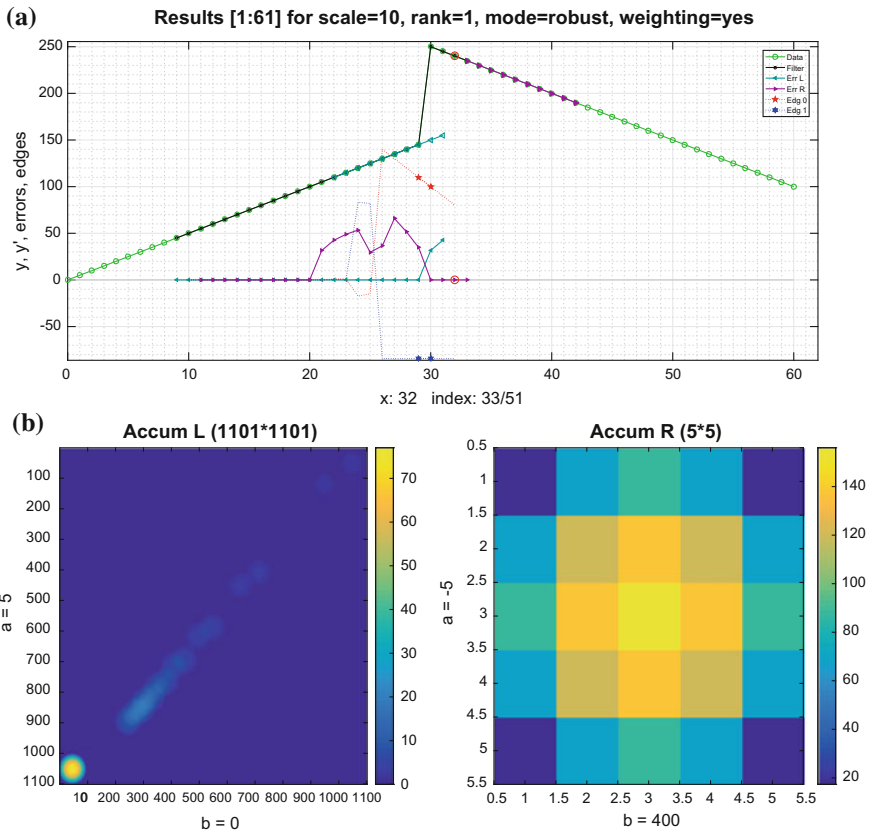 (a)
Results [1:61] for scale=10, rank=1, mode=robust, weighting=yes
y, y', errors, edges
250
200
150
100
50
0
-50
0 10 20 30 40 50 60
x: 32 index: 33/51
Data
Filter
Err L
Err R
Edg 0
Edg 1
(b)
Accum L (1101*1101)
a = 5
100
200
300
400
500
600
700
800
900
1000
1100
100 200 300 400 500 600 700 800 900 1000 1100
b = 0
70
60
50
40
30
20
10
0
Accum R (5*5)
a = -5
0.5
1
1.5
2
2.5
3
3.5
4
4.5
5
5.5
0.5 1 1.5 2 2.5 3 3.5 4 4.5 5 5.5
b = 400
140
120
100
80
60
40
20